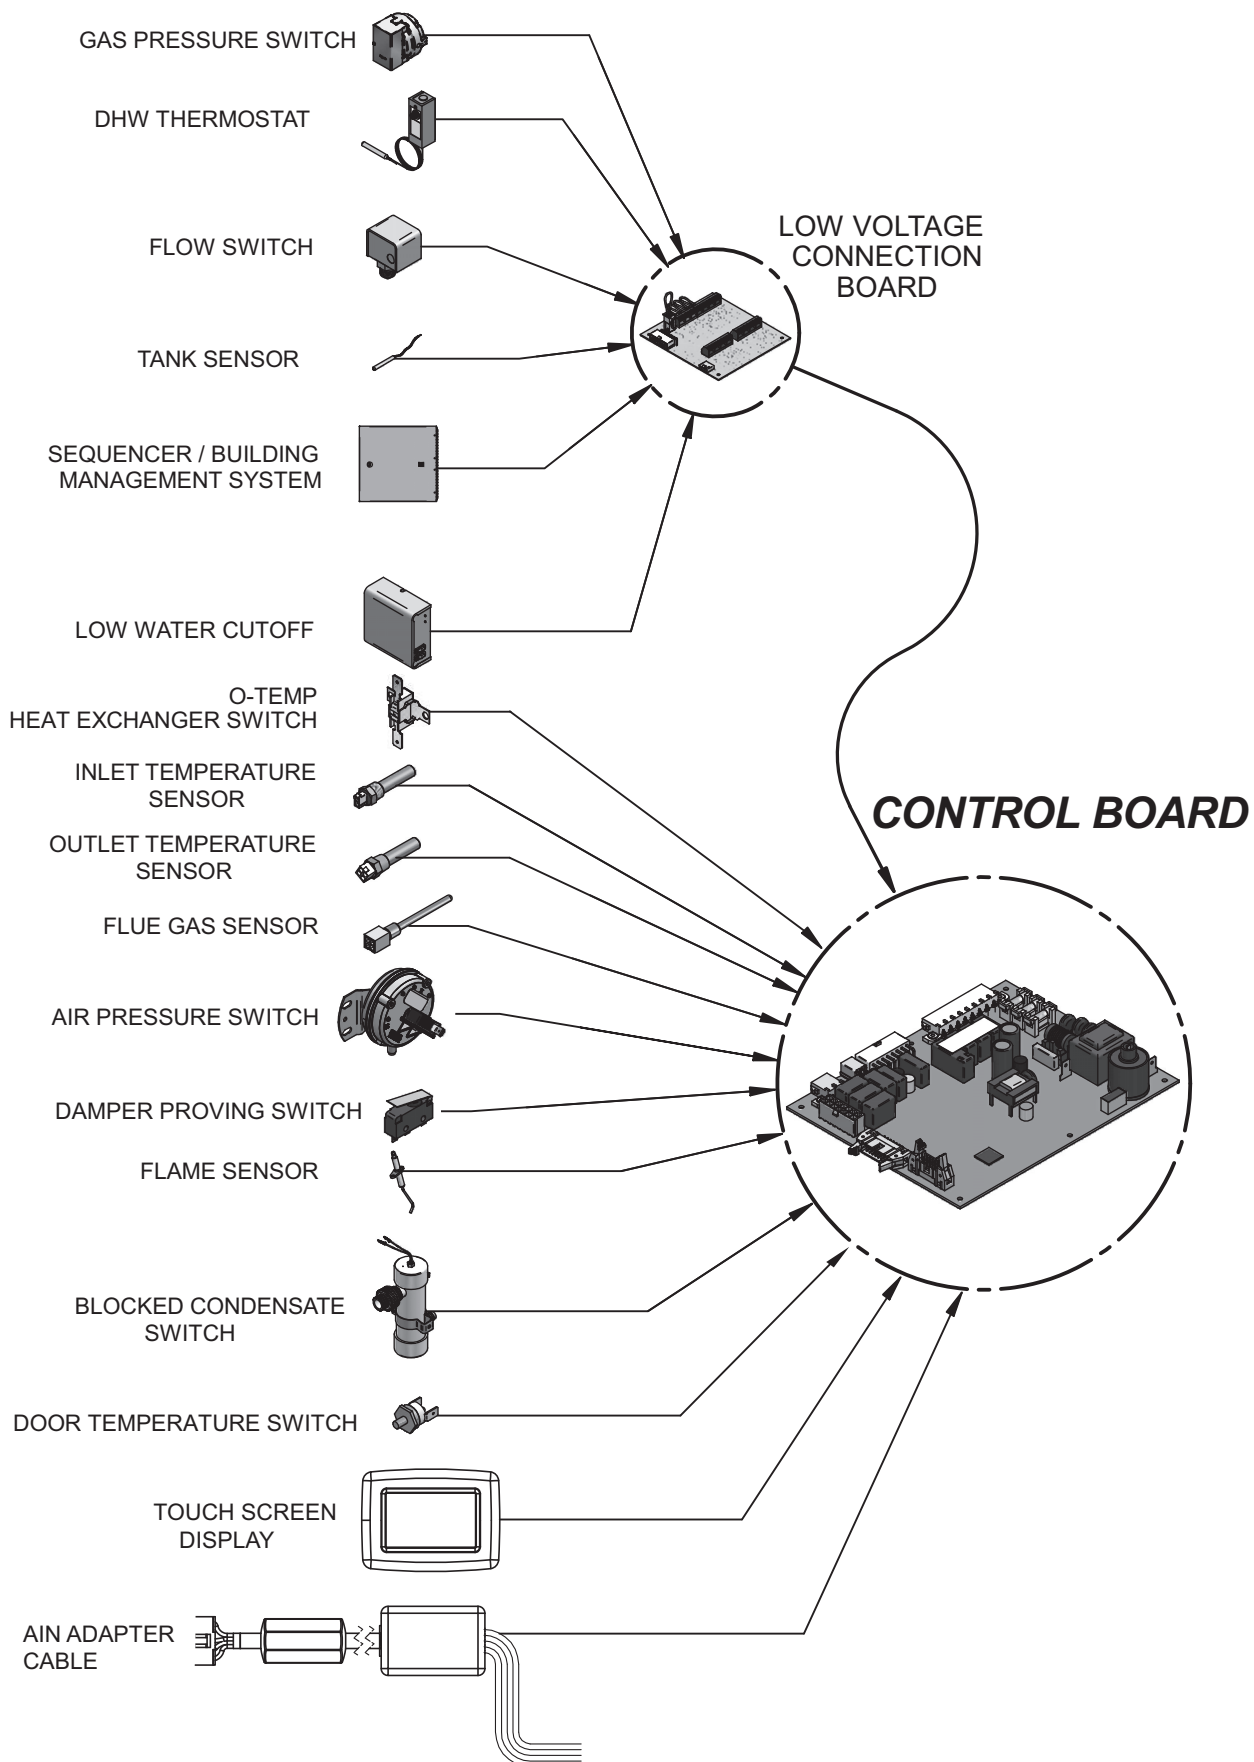 GAS PRESSURE SWITCH
DHW THERMOSTAT
FLOW SWITCH
LOW VOLTAGE
CONNECTION
BOARD
TANK SENSOR
SEQUENCER / BUILDING
MANAGEMENT SYSTEM
LOW WATER CUTOFF
O-TEMP
HEAT EXCHANGER SWITCH
INLET TEMPERATURE
SENSOR
CONTROL BOARD
OUTLET TEMPERATURE
SENSOR
FLUE GAS SENSOR
AIR PRESSURE SWITCH
DAMPER PROVING SWITCH
FLAME SENSOR
BLOCKED CONDENSATE
SWITCH
DOOR TEMPERATURE SWITCH
TOUCH SCREEN
DISPLAY
AIN ADAPTER
CABLE